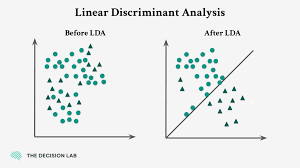 Linear Discriminant Analysis
Before LDA
After LDA
THE DECISION LAB